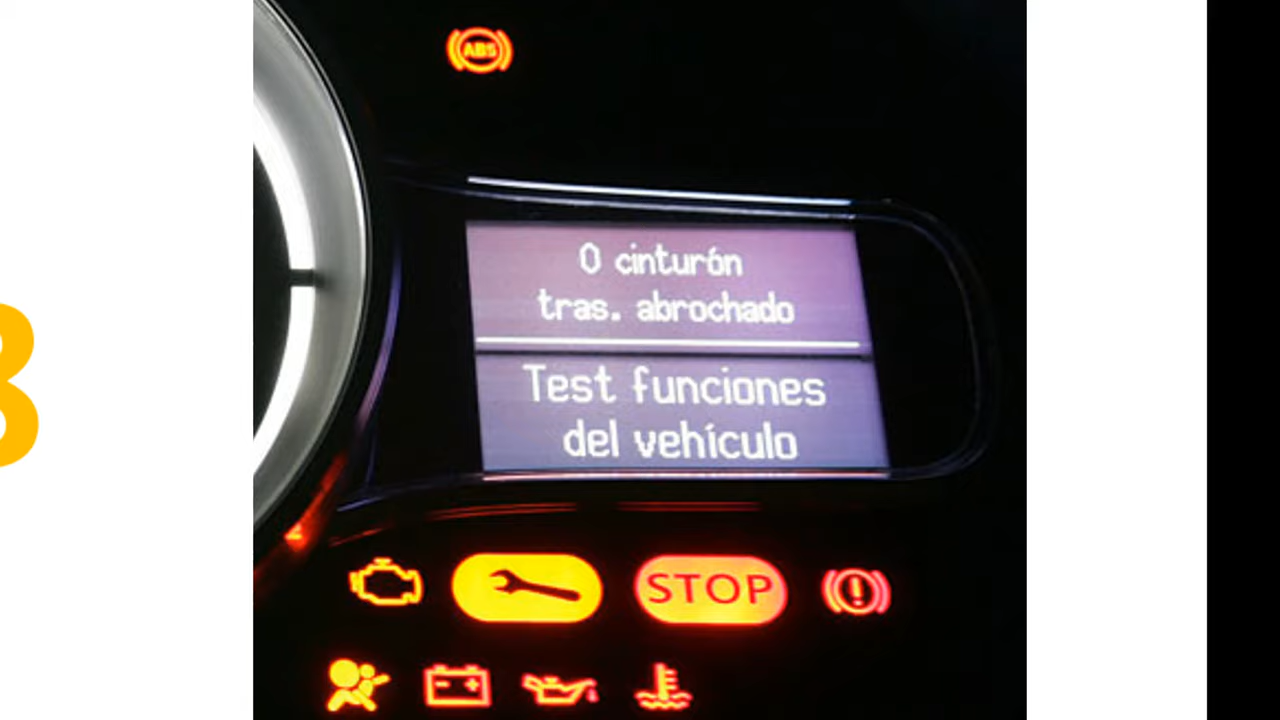 ABS
0 cinturón
tras. abrochado
Test funciones
del vehículo
STOP